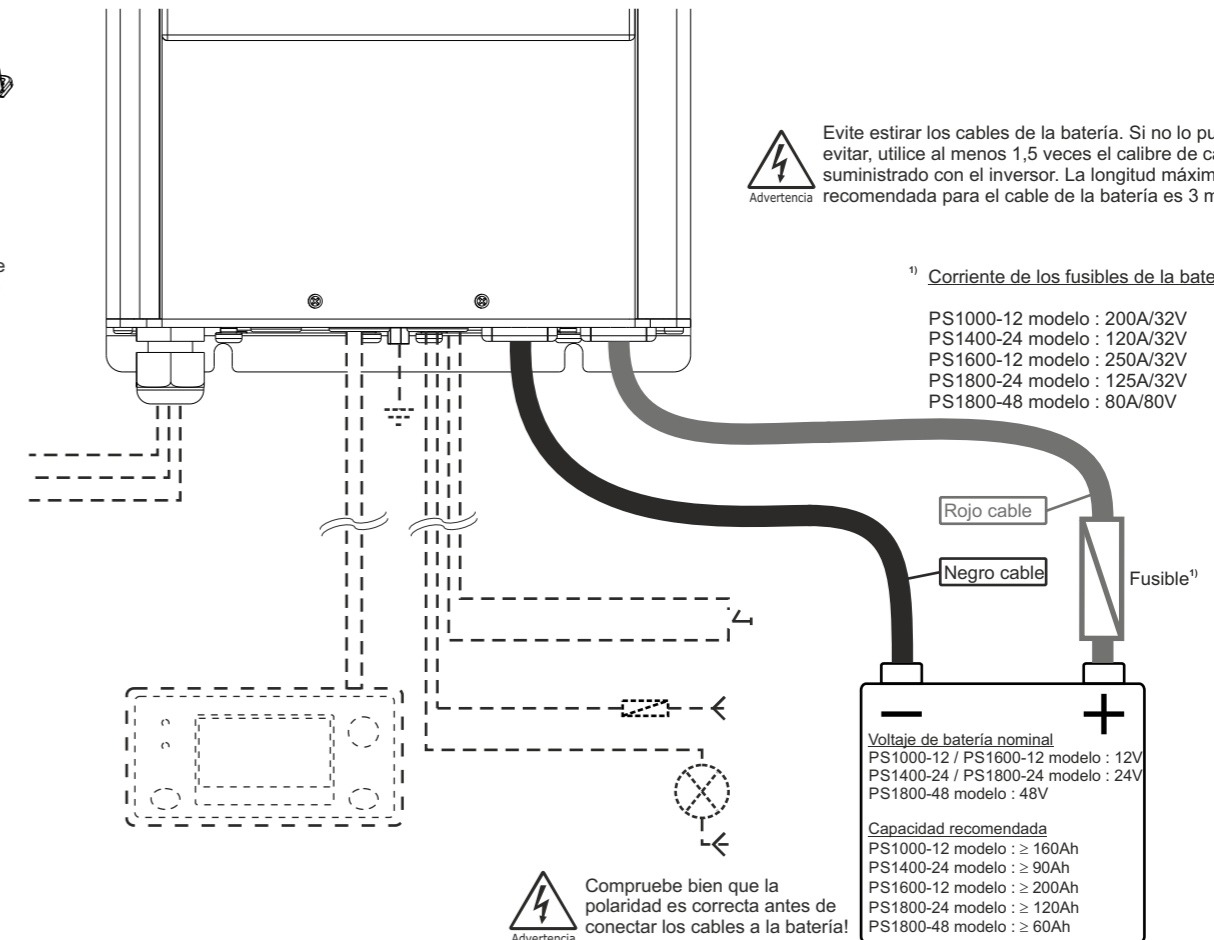 Evite estirar los cables de la batería. Si no lo
evitar, utilice al menos 1,5 veces el calibre de
suministrado con el inversor. La longitud
Advertencia
recomendada para el cable de la batería es 3
1) Corriente de los fusibles de la
PS1000-12 modelo : 200A/32V
PS1400-24 modelo : 120A/32V
PS1600-12 modelo : 250A/32V
PS1800-24 modelo : 125A/32V
PS1800-48 modelo : 80A/80V
Rojo cable
Negro cable
Fusible¹⁾
− +
Voltaje de batería nominal
PS1000-12 / PS1600-12 modelo : 12V
PS1400-24 / PS1800-24 modelo : 24V
PS1800-48 modelo : 48V
Capacidad recomendada
PS1000-12 modelo : ≥ 160Ah
PS1400-24 modelo : ≥ 90Ah
PS1600-12 modelo : ≥ 200Ah
PS1800-24 modelo : ≥ 120Ah
PS1800-48 modelo : ≥ 60Ah
Compruebe bien que la
polaridad es correcta antes de
conectar los cables a la batería!
Advertencia